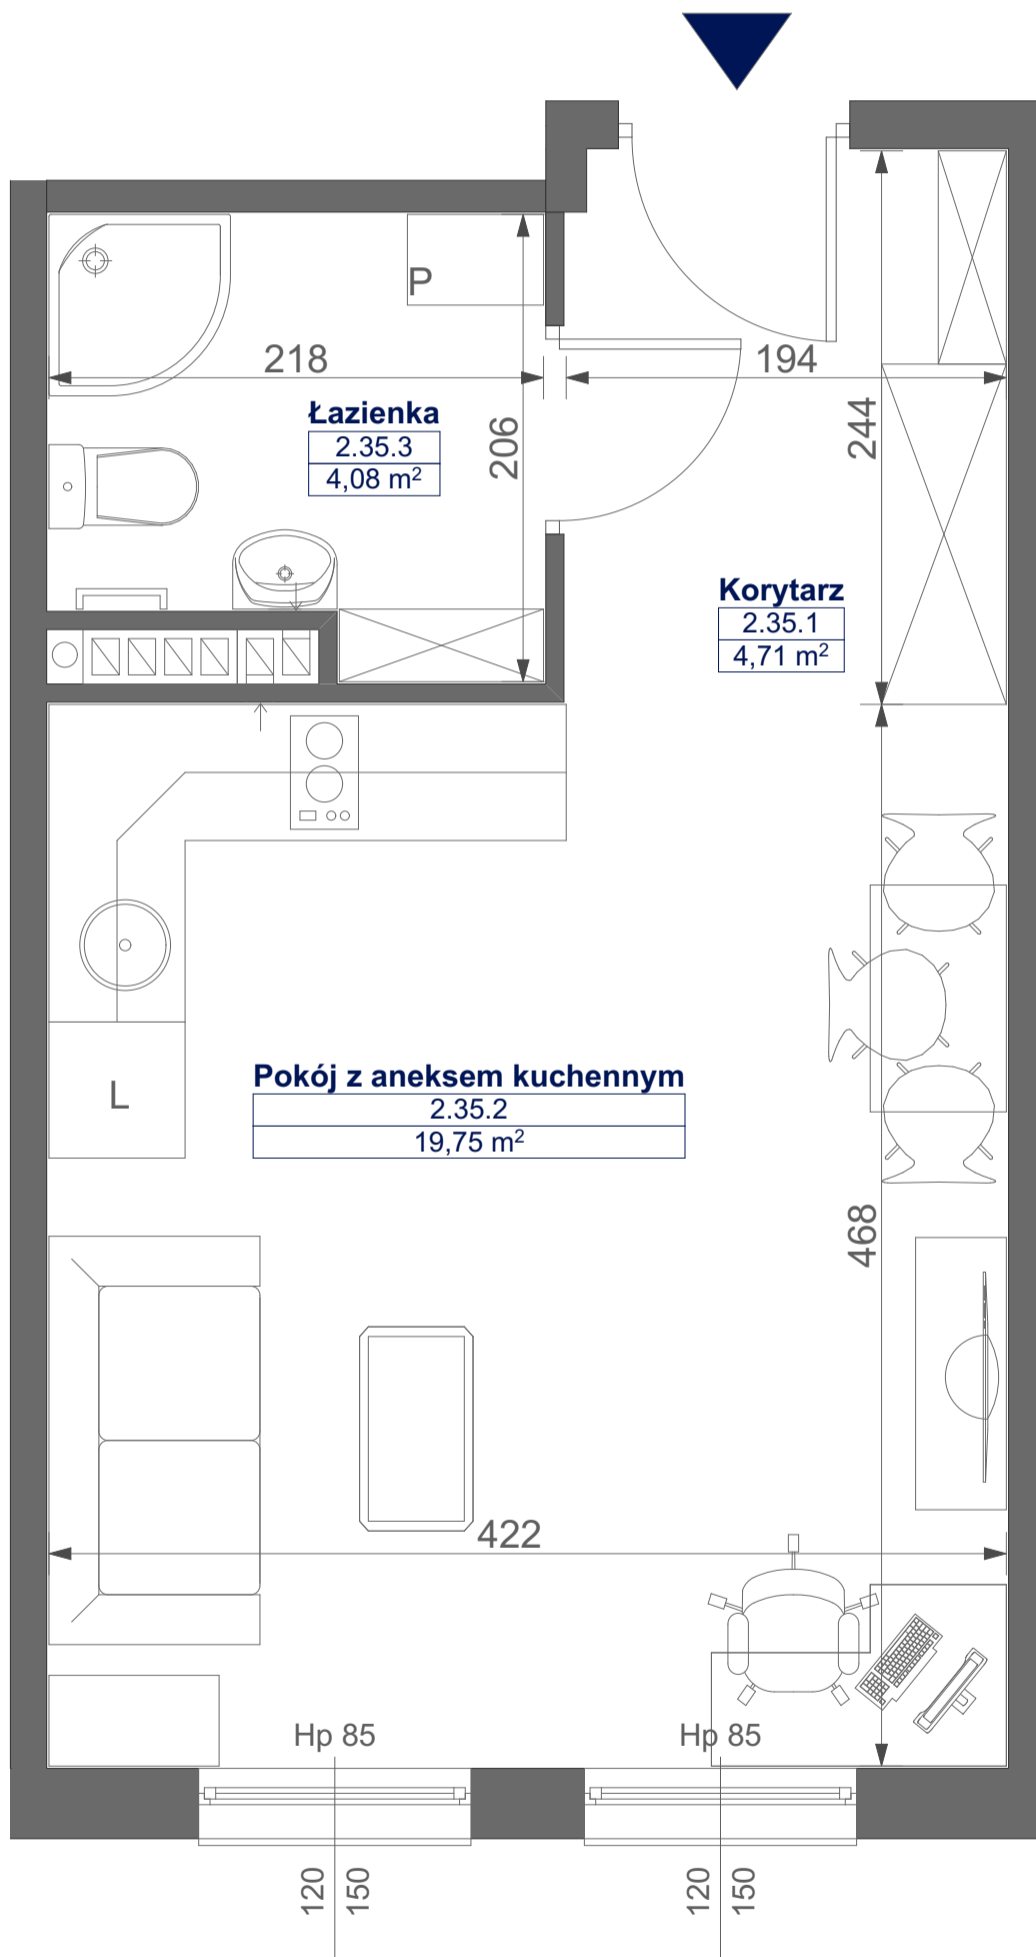 P
218
194
Łazienka
2.35.3
4,08 m²
206
244
Korytarz
2.35.1
4,71 m²
L
Pokój z aneksem kuchennym
2.35.2
19,75 m²
468
422
Hp 85
Hp 85
120
150
120
150